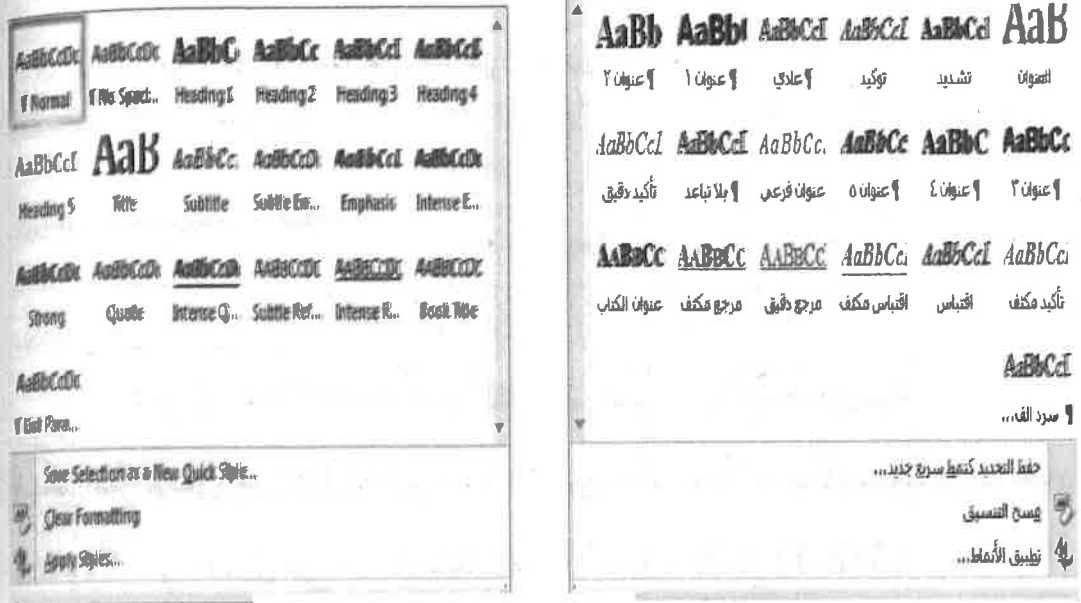 AaBbCcDc AaBbCcDc AaBbC AaBbCc AaBbCcI AaBbCcI
¶ Normal ¶ No Spaci... Heading 1 Heading 2 Heading 3 Heading 4
AaBbCcI AaB AaBbCc. AaBbCcDc AaBbCcI AaBbCcDc
Heading 5 Title Subtitle Subtle Em... Emphasis Intense E...
AaBbCcDc AaBbCcDc AaBbCcDc AABBCCDC AABBCCDC AABBCCDC
Strong Quote Intense Q... Subtle Ref... Intense R... Book Title
AaBbCcDc
¶ List Para...
Save Selection as a New Quick Style...
Clear Formatting
Apply Styles...
AaBb AaBbI AaBbCcI AaBbCcI AaBbCcI AaB
العنوان تشديد توكيد ¶ عادي ¶ عنوان ١ ¶ عنوان ٢
AaBbCcI AaBbCcI AaBbCc. AaBbCc AaBbC AaBbCc
¶ عنوان ٣ ¶ عنوان ٤ ¶ عنوان ٥ عنوان فرعي ¶ بلا تباعد تأكيد دقيق
AABBCC AABBCC AABBCC AaBbCci AaBbCcI AaBbCci
تأكيد مكثف اقتباس اقتباس مكثف مرجع دقيق مرجع مكثف عنوان الكتاب
AaBbCcI
¶ سرد الف...
حفظ التحديد كنمط سريع جديد...
مسح التنسيق
تطبيق الأنماط...